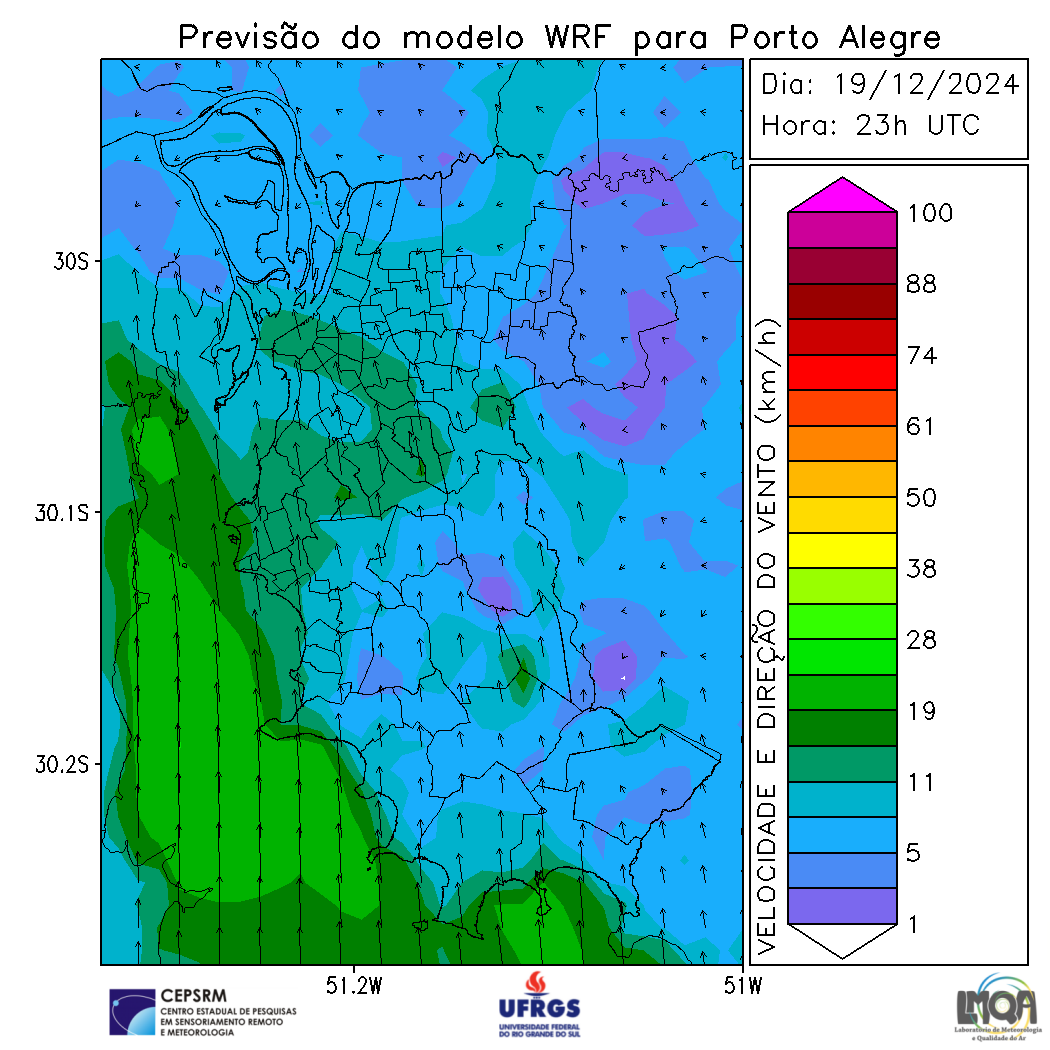 Previsão do modelo WRF para Porto Alegre
Dia: 19/12/2024
Hora: 23h UTC
30S
30.1S
30.2S
51.2W
51W
VELOCIDADE E DIREÇÃO DO VENTO (km/h)
100
88
74
61
50
38
28
19
11
5
1
CEPSRM
CENTRO ESTADUAL DE PESQUISAS
EM SENSORIAMENTO REMOTO
E METEOROLOGIA
UFRGS
UNIVERSIDADE FEDERAL
DO RIO GRANDE DO SUL
LMQA
Laboratório de Meteorologia
e Qualidade do Ar